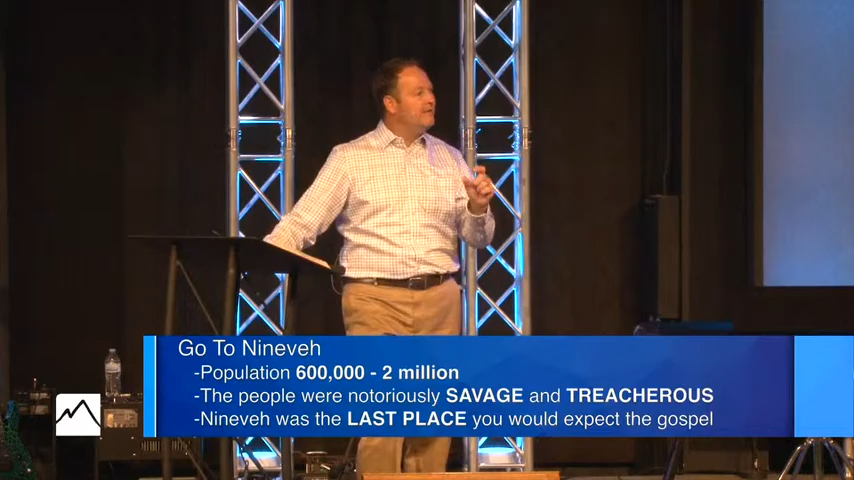 Go To Nineveh
-Population 600,000 - 2 million
-The people were notoriously SAVAGE and TREACHEROUS
-Nineveh was the LAST PLACE you would expect the gospel